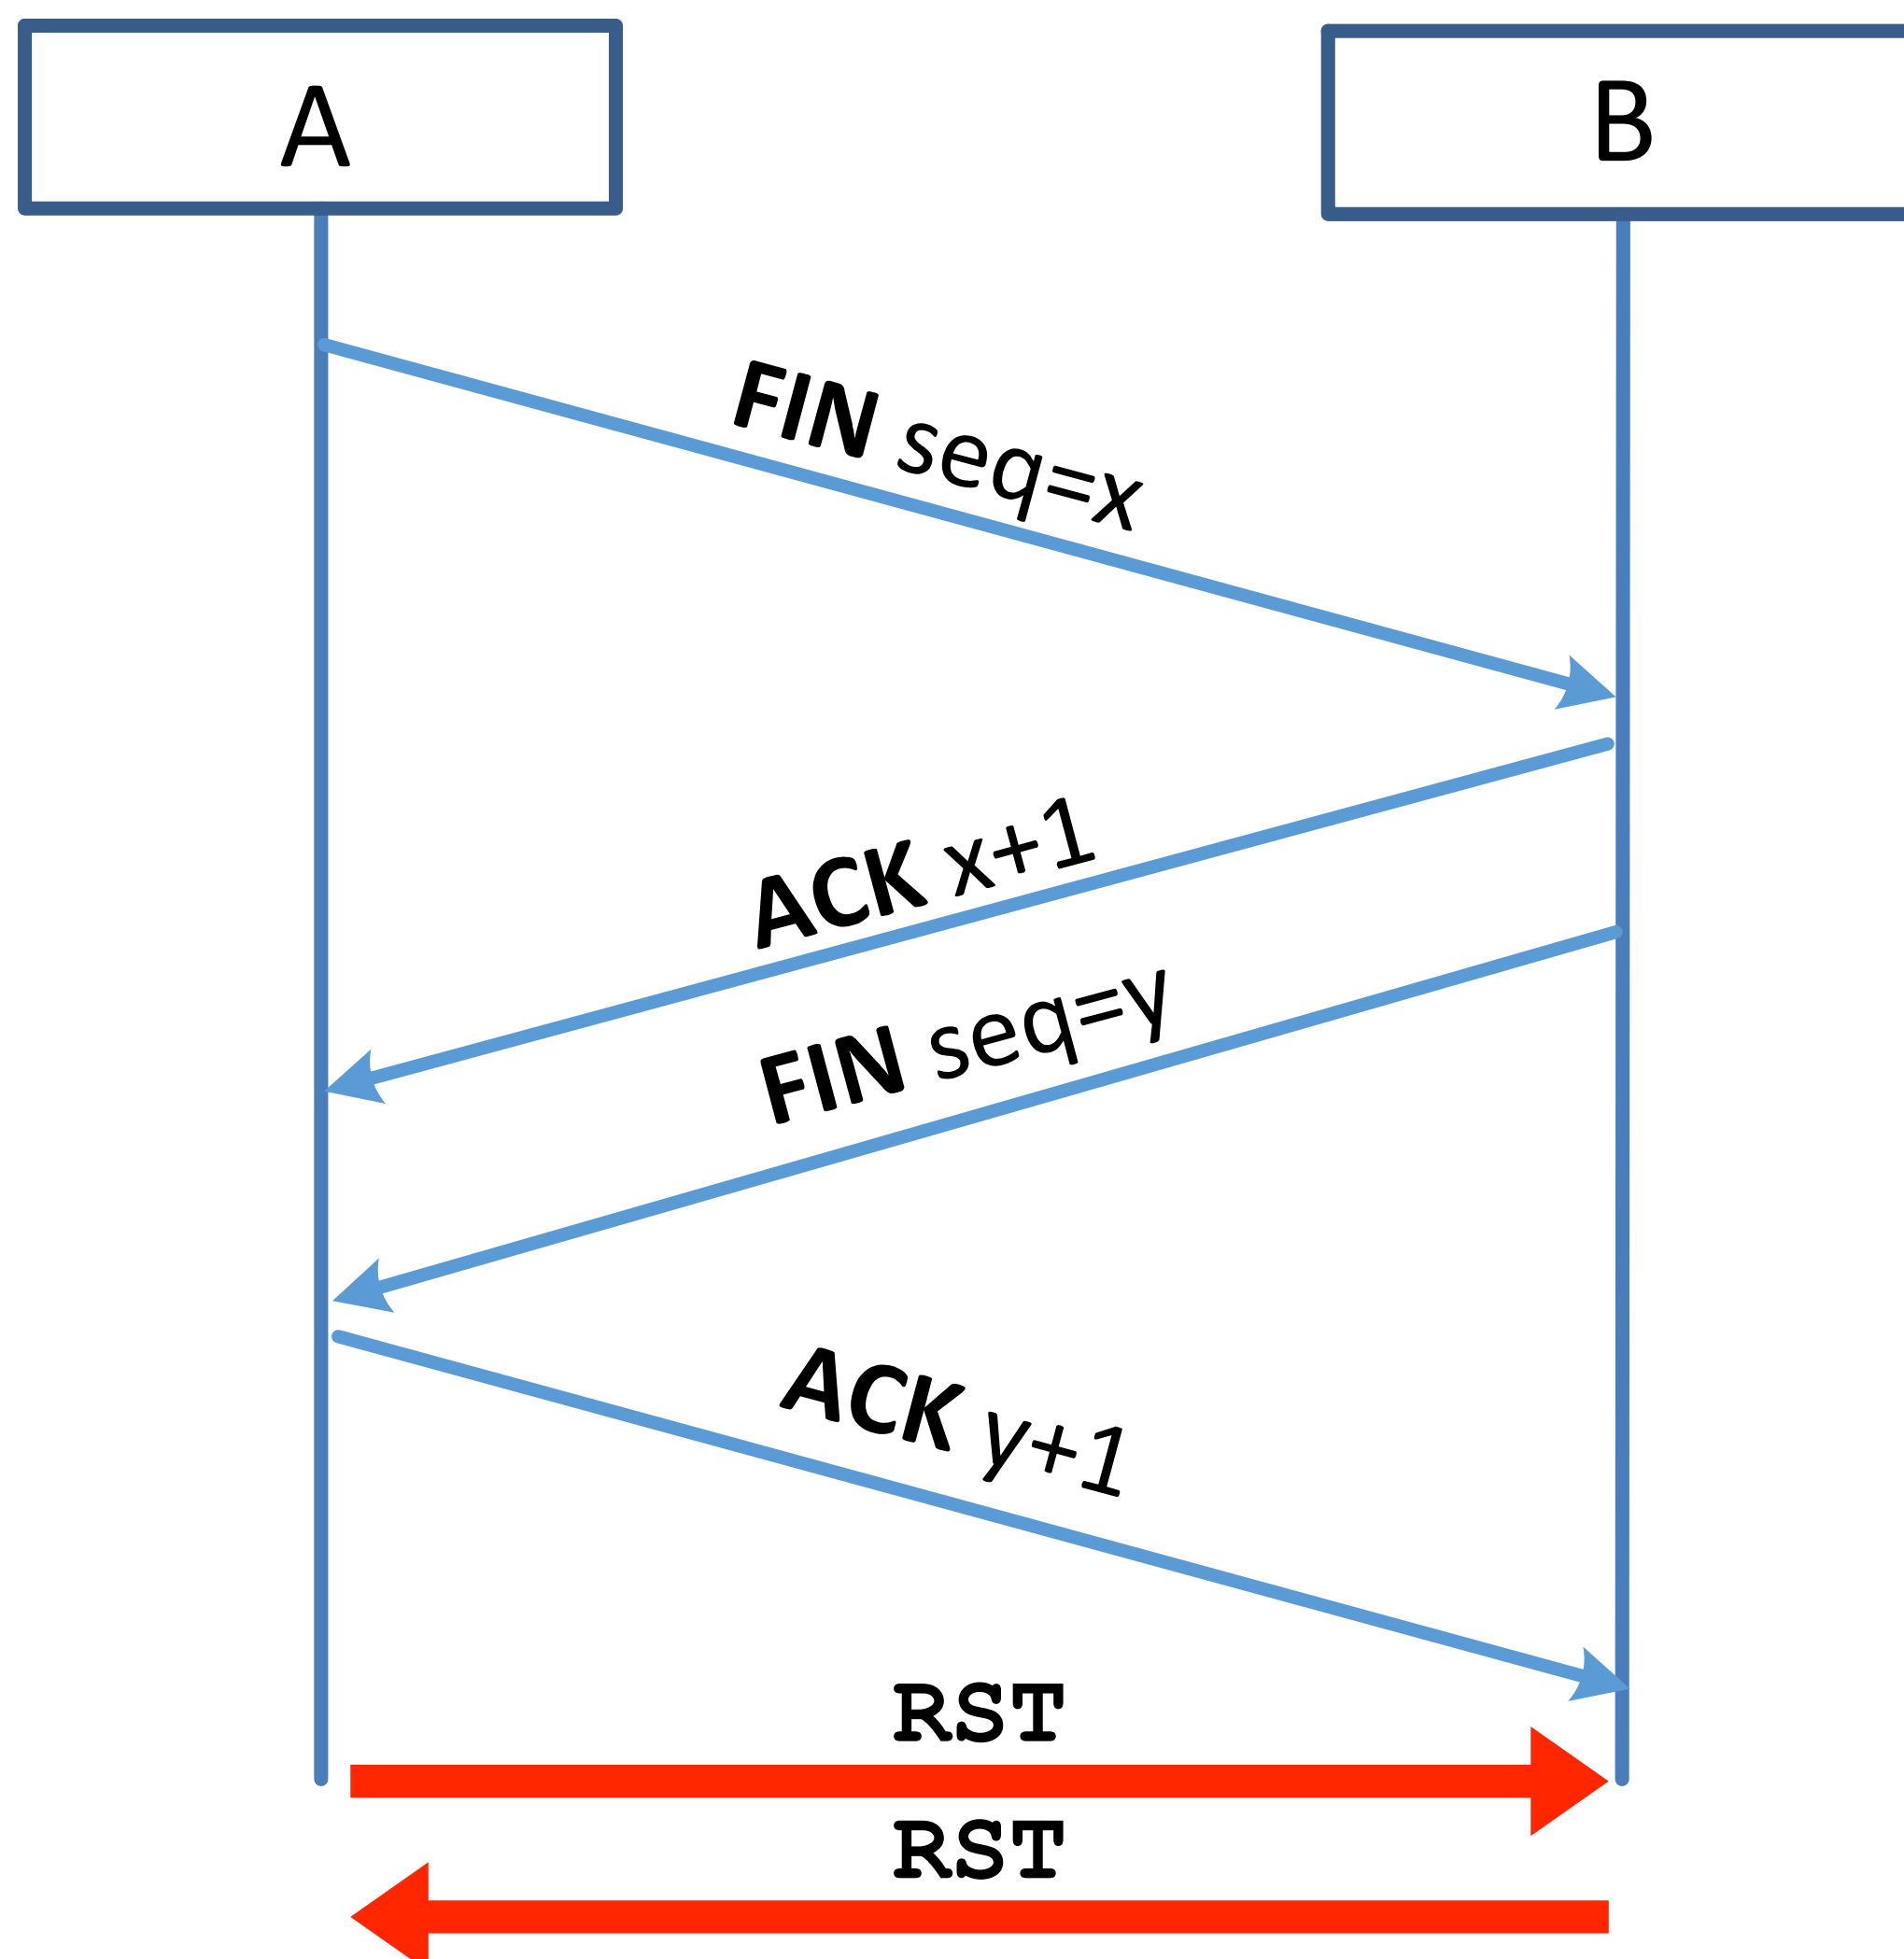 A
B
FIN seq=x
ACK x+1
FIN seq=y
ACK y+1
RST
RST